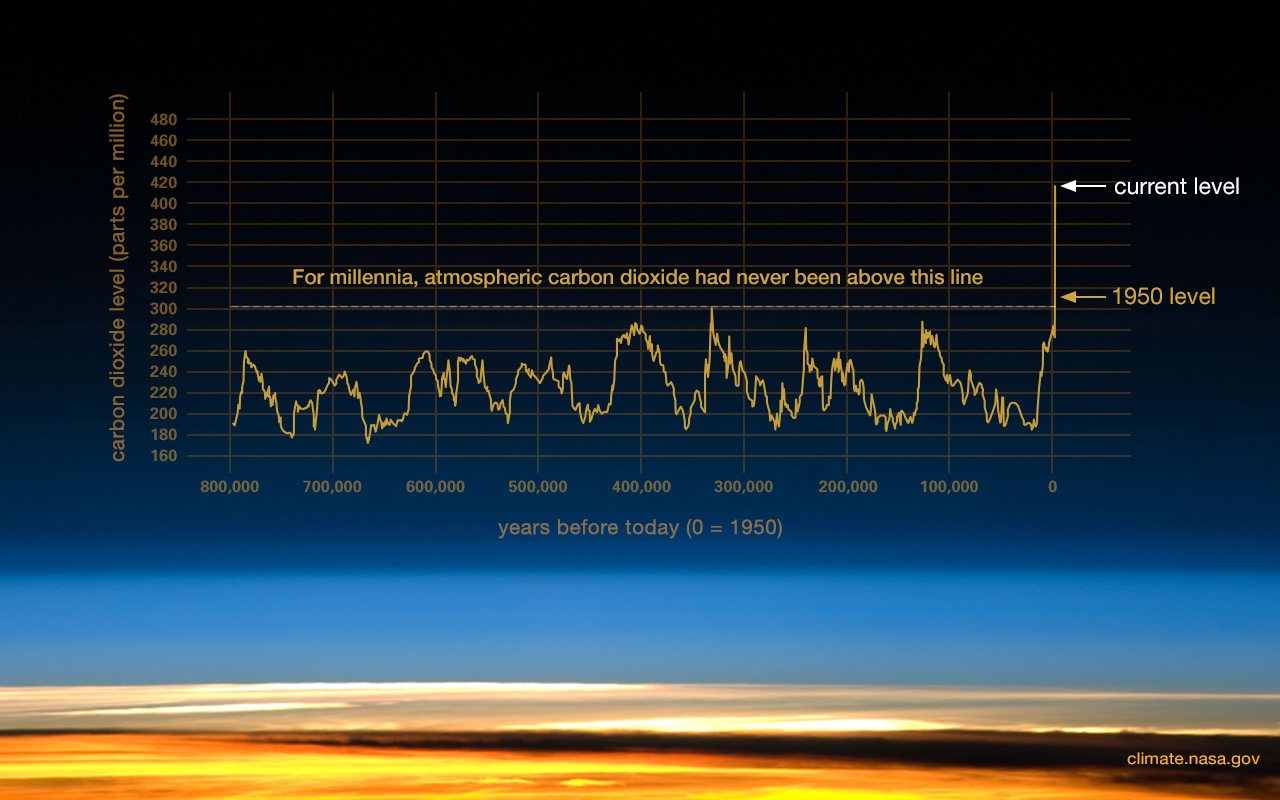 carbon dioxide level (parts per million)
480
460
440
420
400
380
360
340
320
300
280
260
240
220
200
180
160
current level
For millennia, atmospheric carbon dioxide had never been above this line
1950 level
800,000 700,000 600,000 500,000 400,000 300,000 200,000 100,000 0
years before today (0 = 1950)
climate.nasa.gov